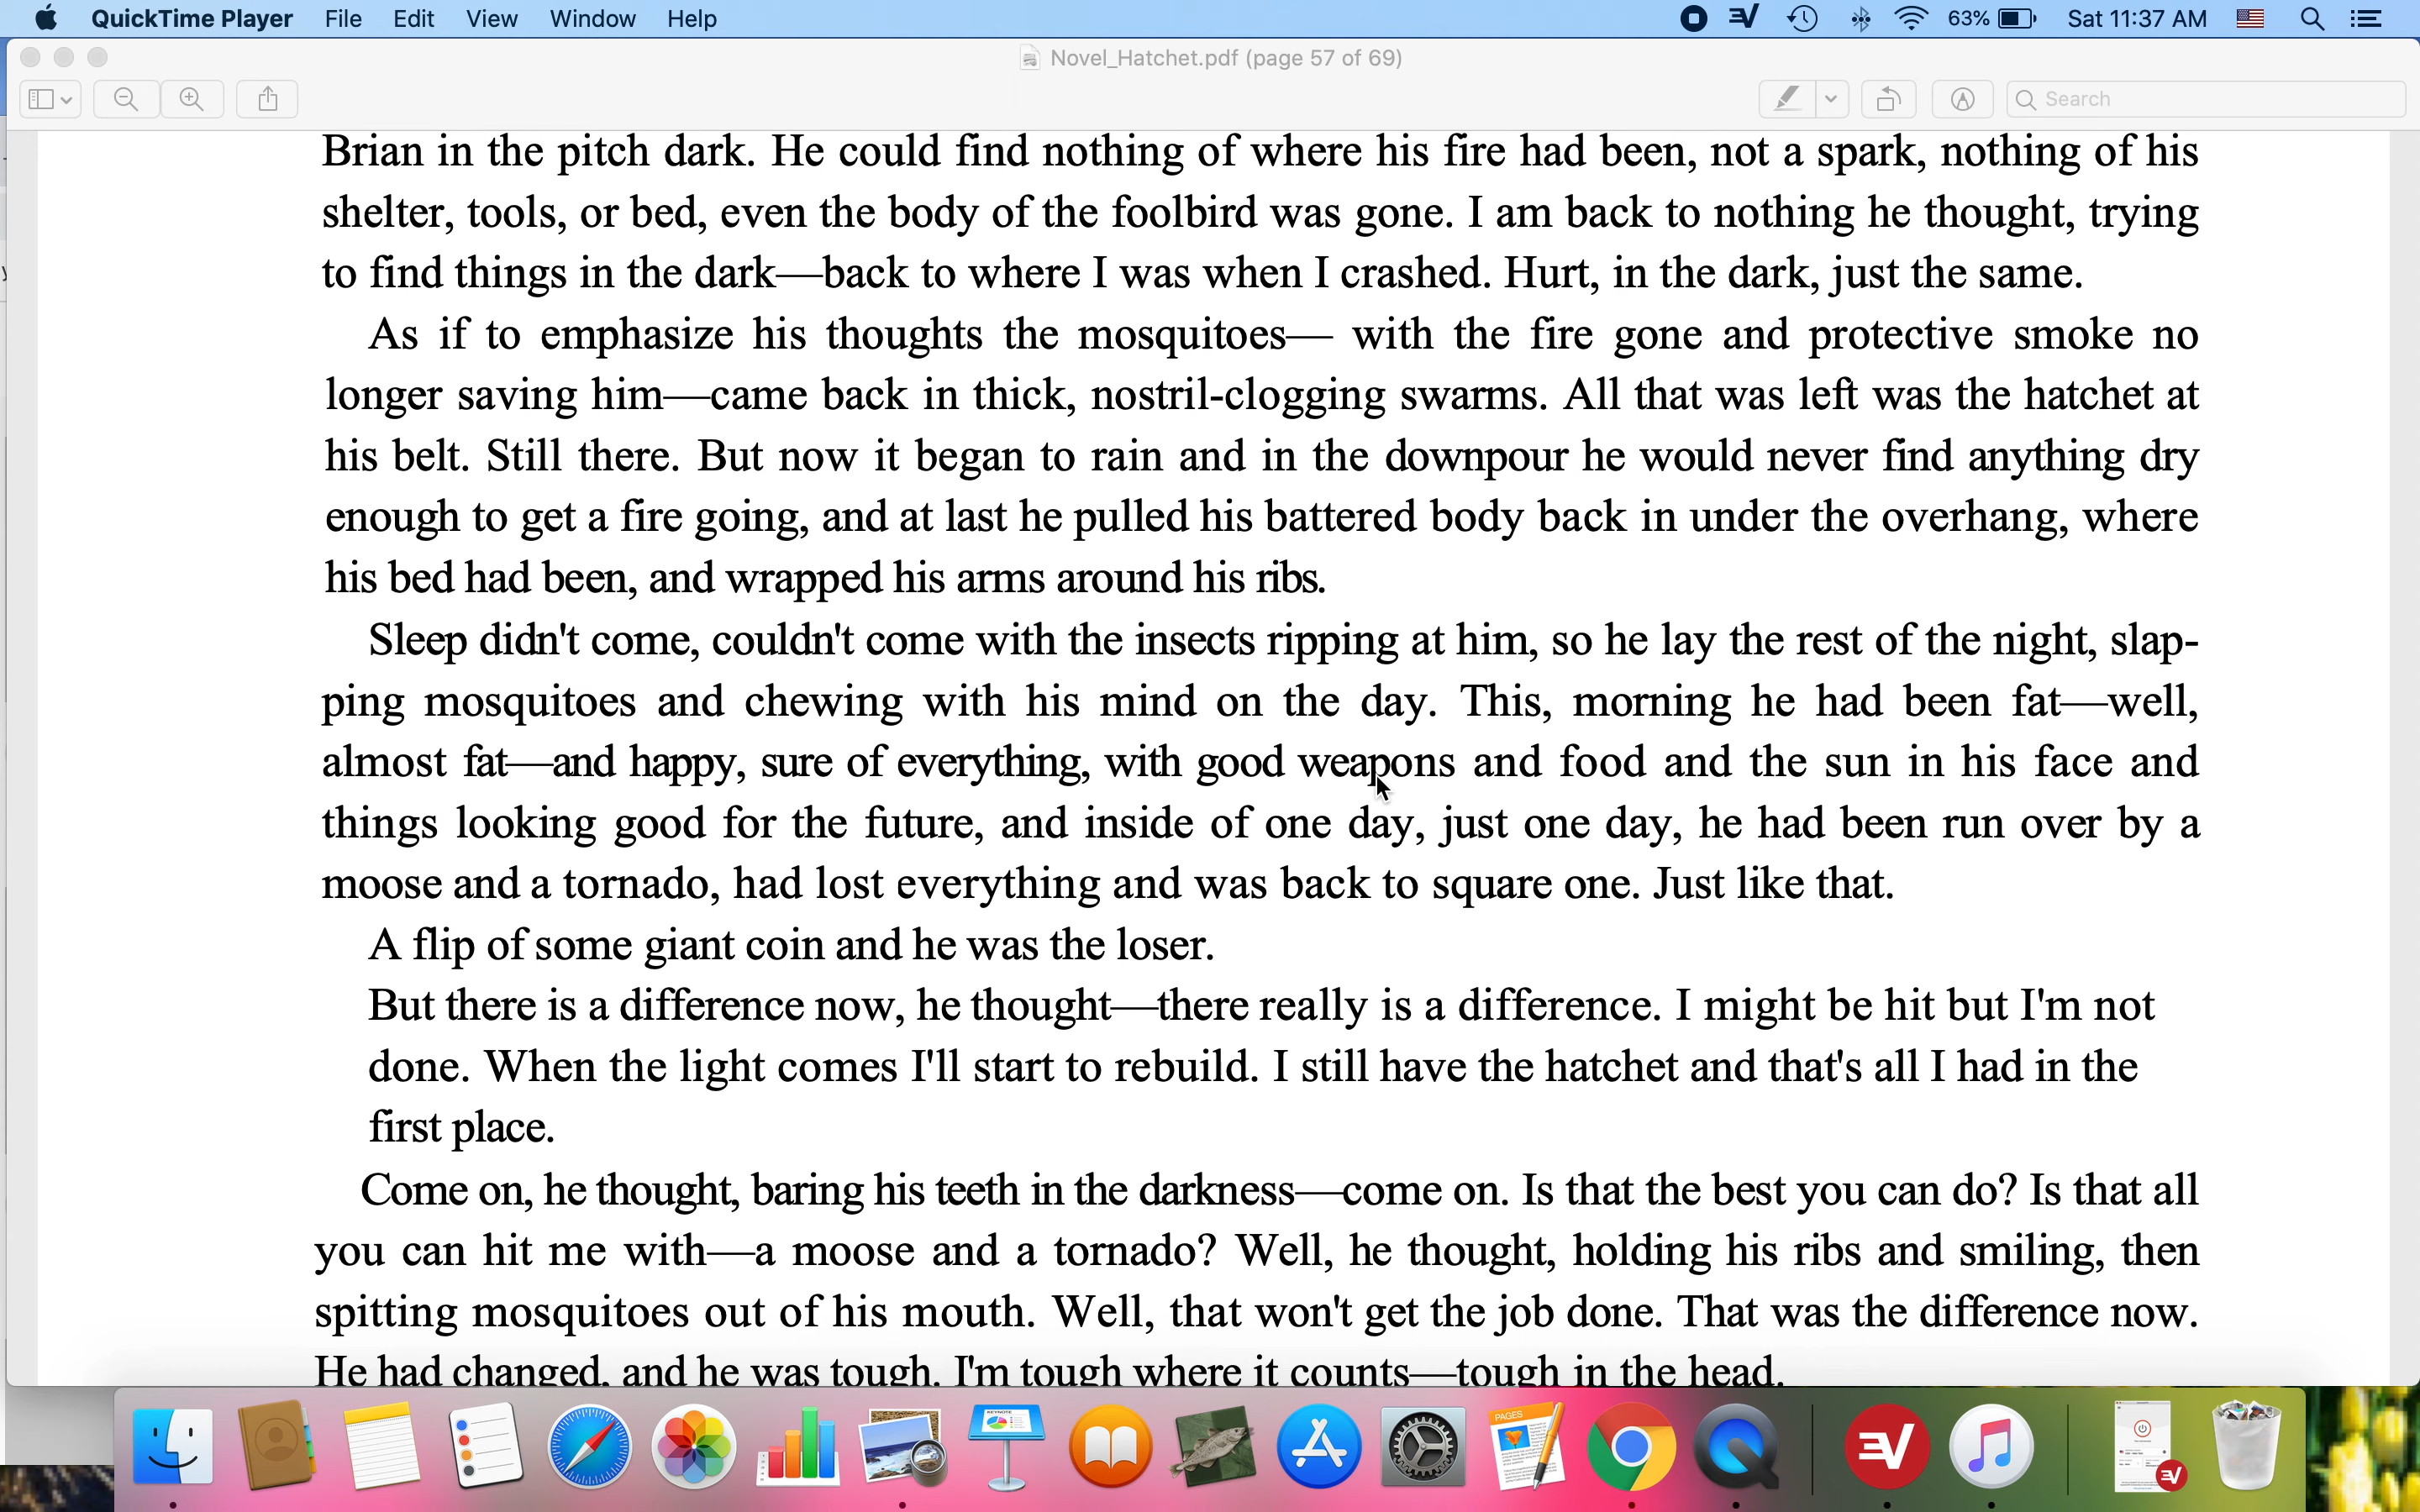 QuickTime Player File Edit View Window Help 63% Sat 11:37 AM
Novel_Hatchet.pdf (page 57 of 69)
Search
Brian in the pitch dark. He could find nothing of where his fire had been, not a spark, nothing of his
shelter, tools, or bed, even the body of the foolbird was gone. I am back to nothing he thought, trying
to find things in the dark—back to where I was when I crashed. Hurt, in the dark, just the same.
As if to emphasize his thoughts the mosquitoes— with the fire gone and protective smoke no
longer saving him—came back in thick, nostril-clogging swarms. All that was left was the hatchet at
his belt. Still there. But now it began to rain and in the downpour he would never find anything dry
enough to get a fire going, and at last he pulled his battered body back in under the overhang, where
his bed had been, and wrapped his arms around his ribs.
Sleep didn't come, couldn't come with the insects ripping at him, so he lay the rest of the night, slap-
ping mosquitoes and chewing with his mind on the day. This, morning he had been fat—well,
almost fat—and happy, sure of everything, with good weapons and food and the sun in his face and
things looking good for the future, and inside of one day, just one day, he had been run over by a
moose and a tornado, had lost everything and was back to square one. Just like that.
A flip of some giant coin and he was the loser.
But there is a difference now, he thought—there really is a difference. I might be hit but I'm not
done. When the light comes I'll start to rebuild. I still have the hatchet and that's all I had in the
first place.
Come on, he thought, baring his teeth in the darkness—come on. Is that the best you can do? Is that all
you can hit me with—a moose and a tornado? Well, he thought, holding his ribs and smiling, then
spitting mosquitoes out of his mouth. Well, that won't get the job done. That was the difference now.
He had changed, and he was tough. I'm tough where it counts—tough in the head.
KEYNOTE
PAGES